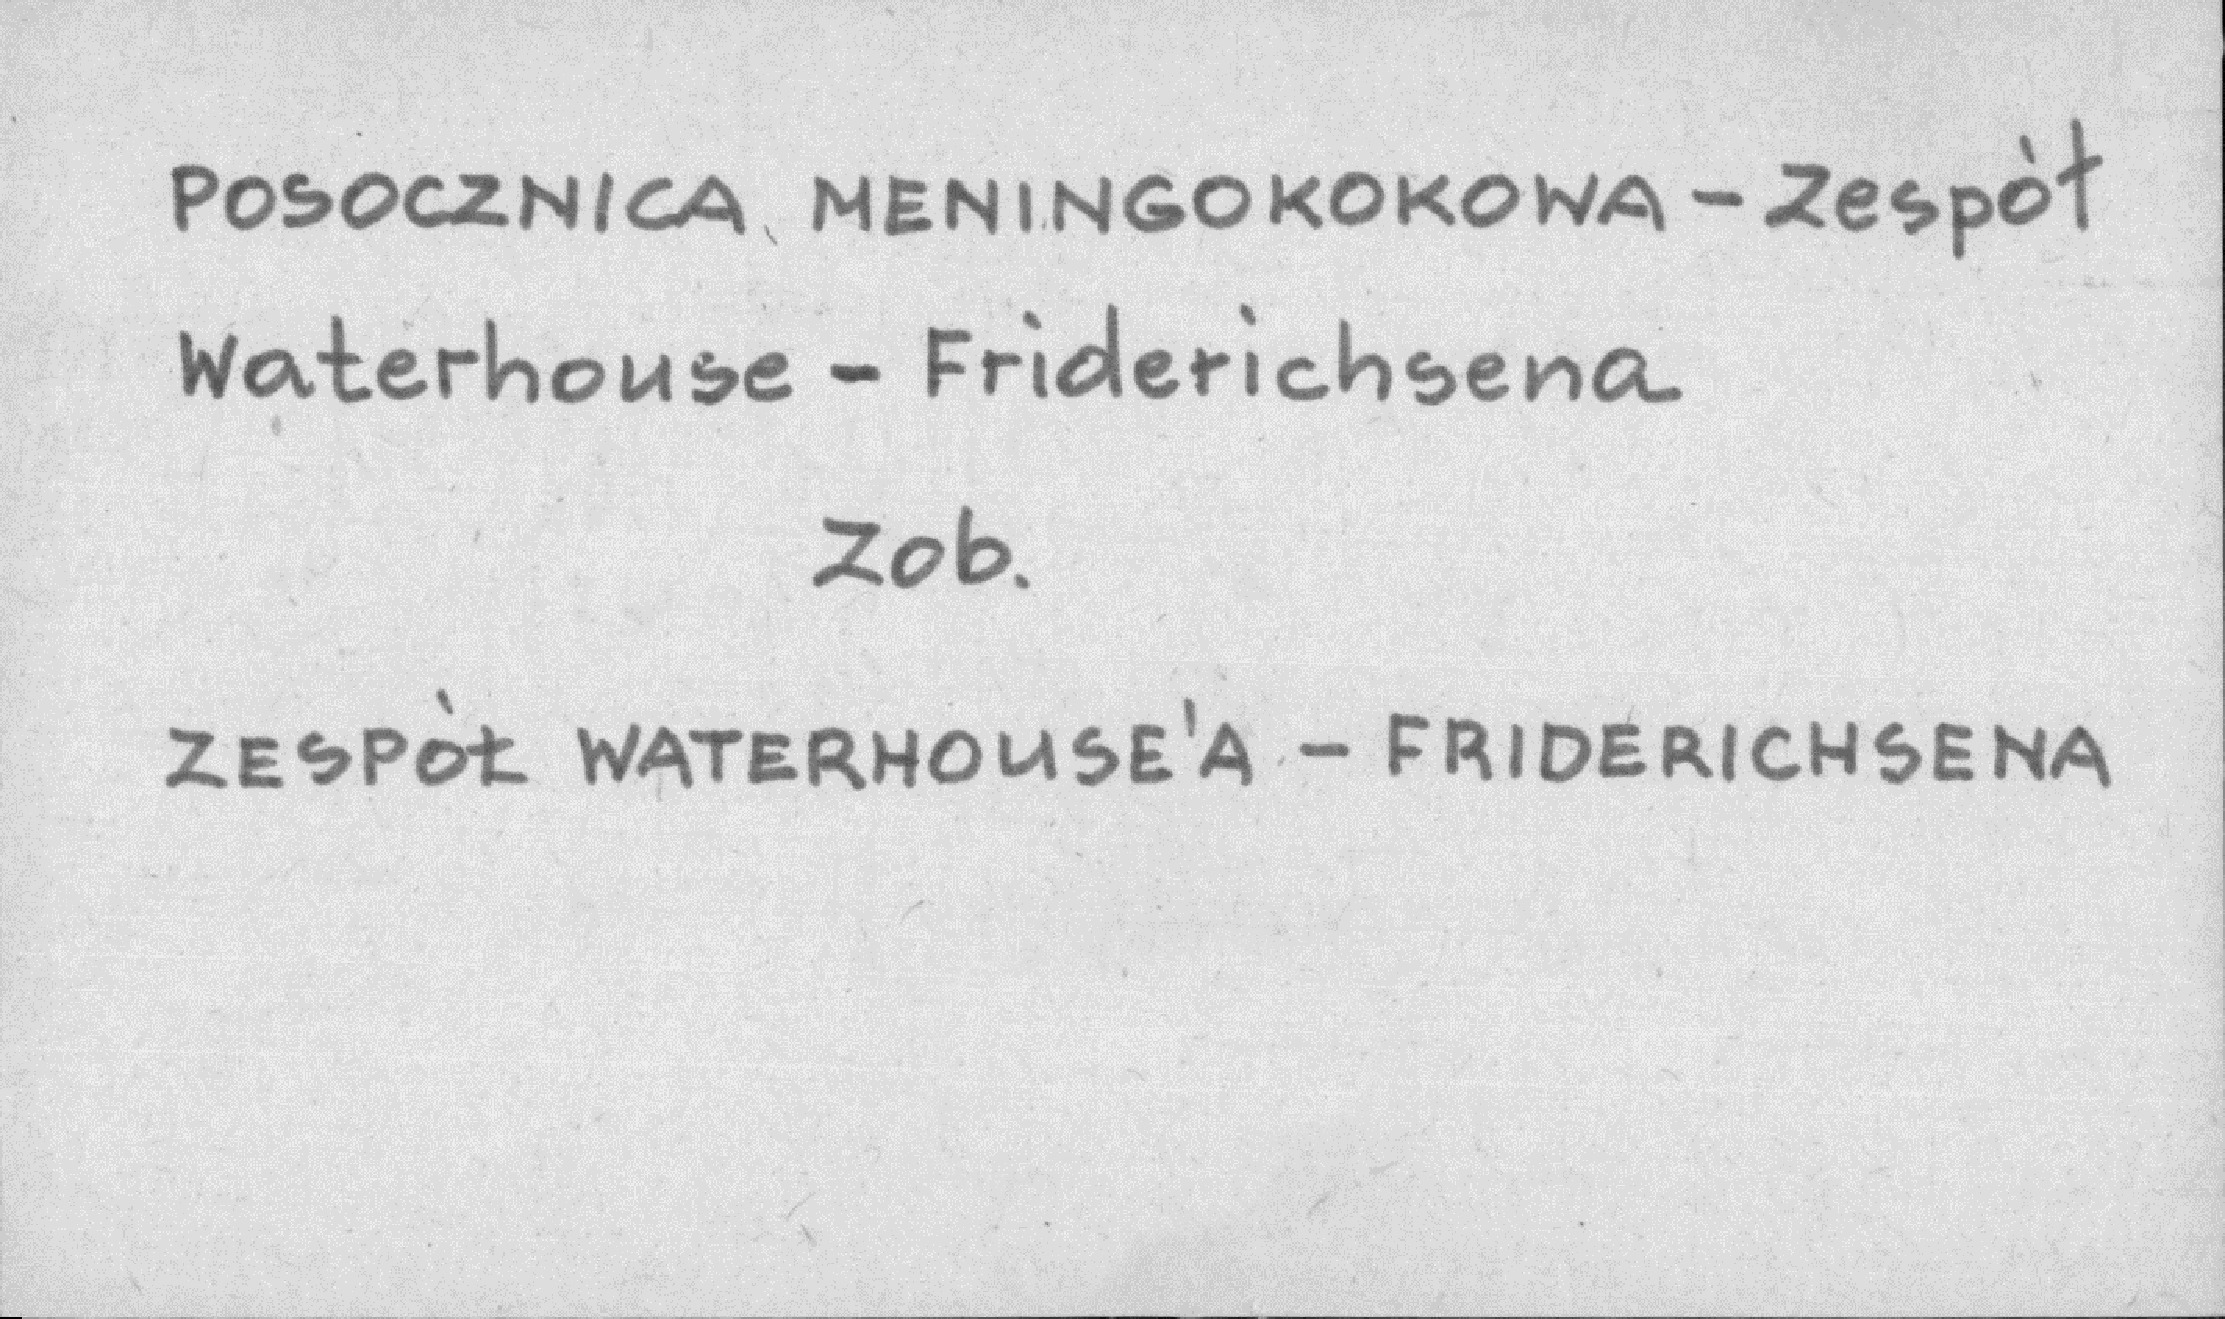 POSOCZNICA MENINGOKOKOWA - Zespół
Waterhouse - Friderichsena
Zob.
ZESPÓŁ WATERHOUSE'A - FRIDERICHSENA